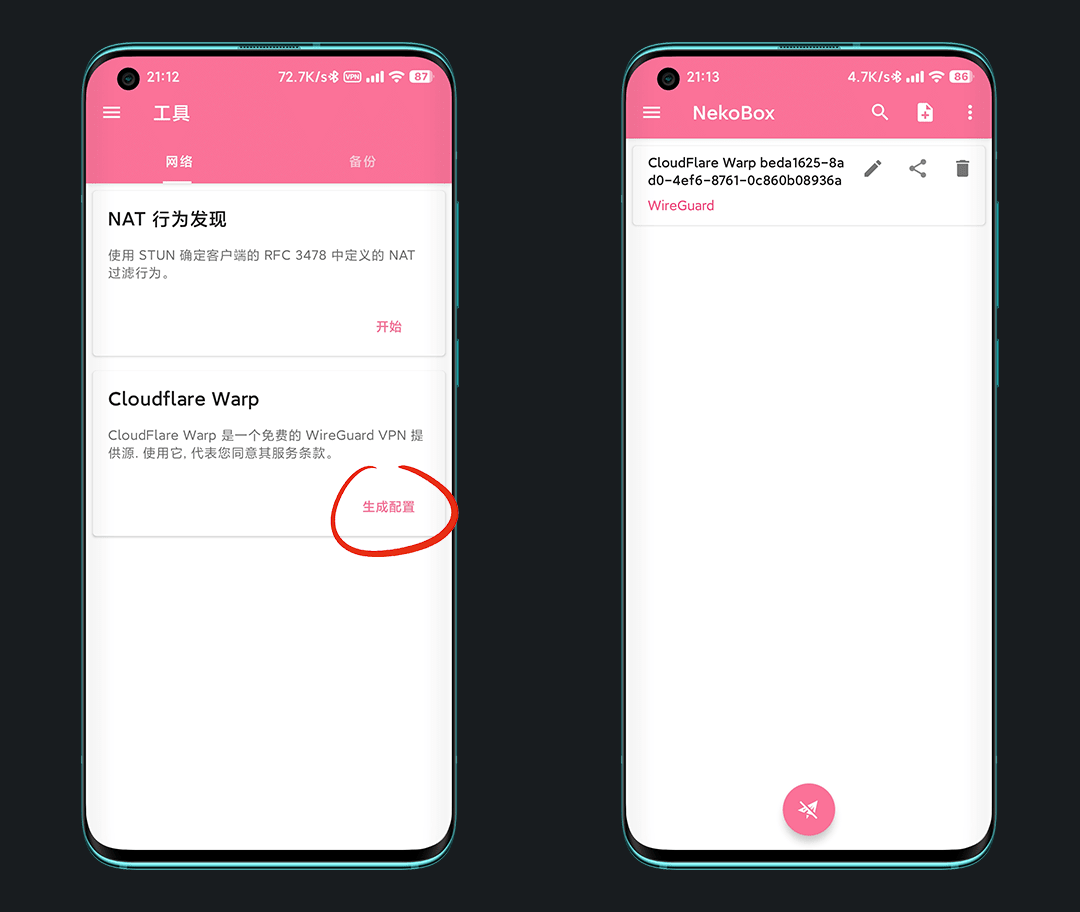 21:12
72.7K/s VPN 87
工具
网络
备份
NAT 行为发现
使用 STUN 确定客户端的 RFC 3478 中定义的 NAT
过滤行为。
开始
Cloudflare Warp
CloudFlare Warp 是一个免费的 WireGuard VPN 提
供源. 使用它, 代表您同意其服务条款。
生成配置
21:13
4.7K/s 86
NekoBox
CloudFlare Warp beda1625-8a
d0-4ef6-8761-0c860b08936a
WireGuard